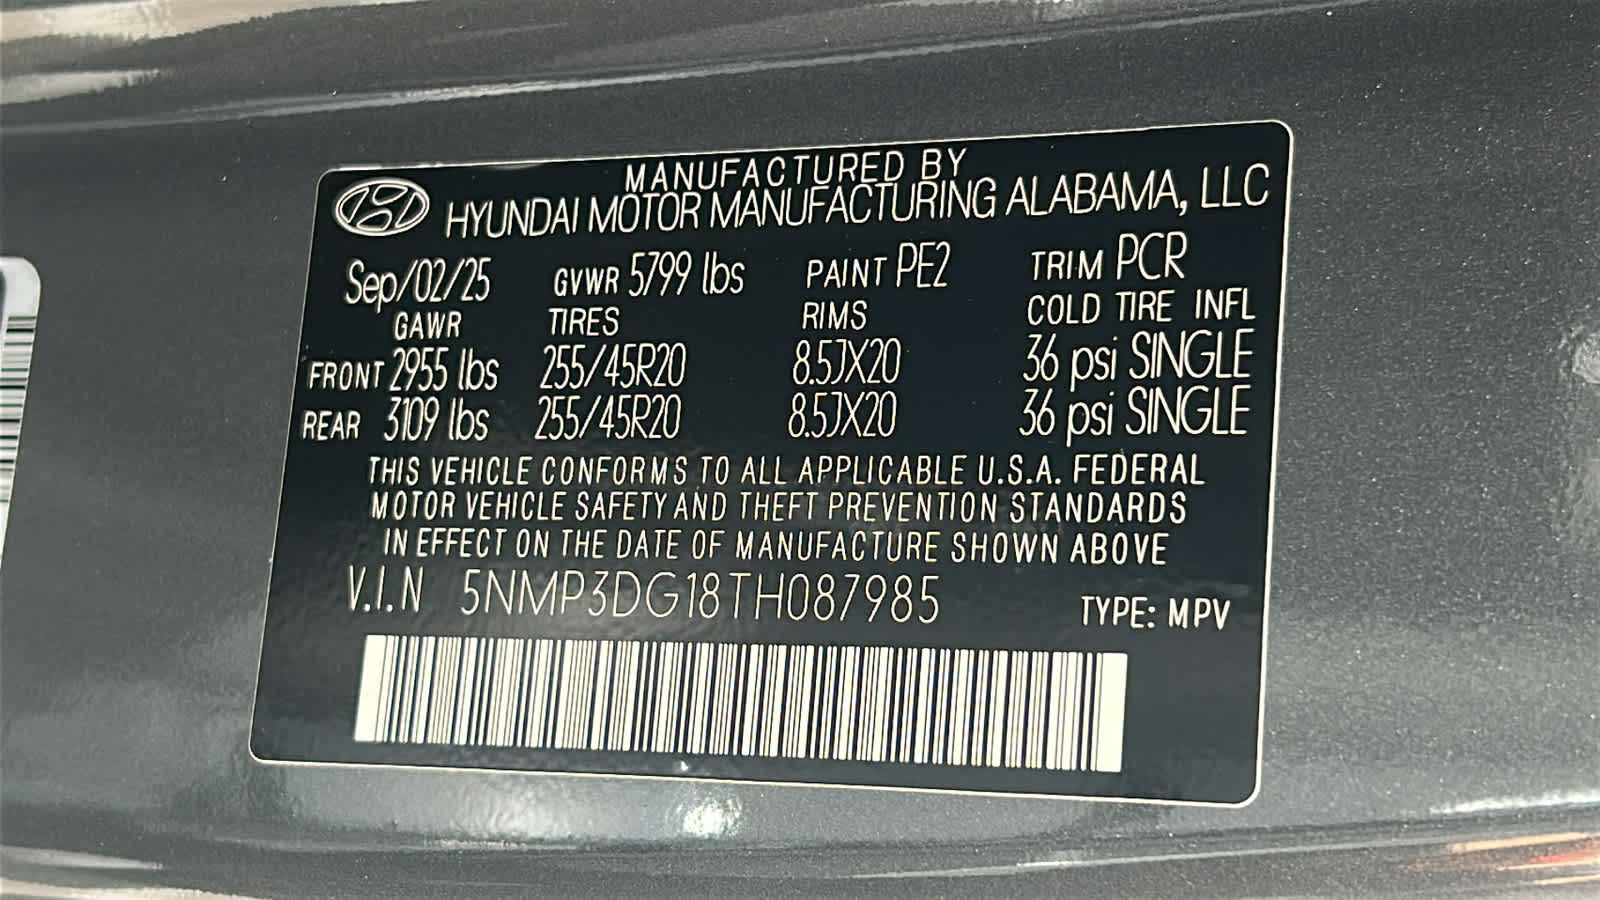 MANUFACTURED BY
HYUNDAI MOTOR MANUFACTURING ALABAMA, LLC
Sep/02/25 GVWR 5799 lbs PAINT PE2 TRIM PCR
GAWR TIRES RIMS COLD TIRE INFL
FRONT 2955 lbs 255/45R20 8.5JX20 36 psi SINGLE
REAR 3109 lbs 255/45R20 8.5JX20 36 psi SINGLE
THIS VEHICLE CONFORMS TO ALL APPLICABLE U.S.A. FEDERAL
MOTOR VEHICLE SAFETY AND THEFT PREVENTION STANDARDS
IN EFFECT ON THE DATE OF MANUFACTURE SHOWN ABOVE
V.I.N 5NMP3DG18TH087985 TYPE: MPV